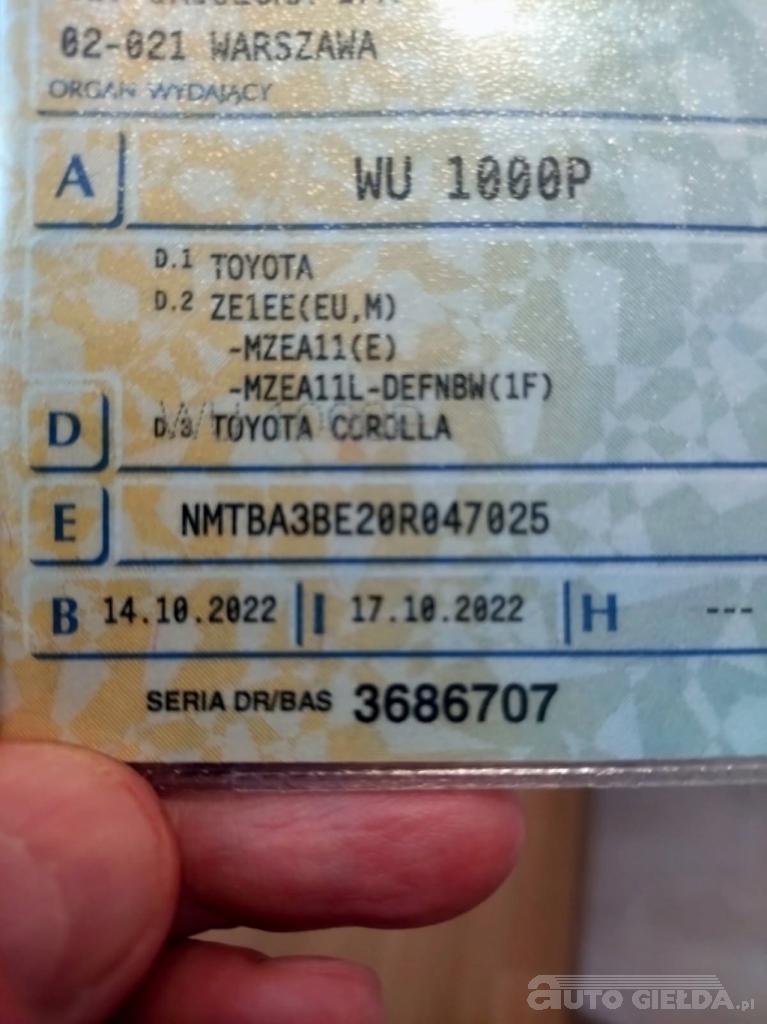 02-021 WARSZAWA
ORGAN WYDAJĄCY
A WU 1000P
D.1 TOYOTA
D.2 ZE1EE(EU,M)
-MZEA11(E)
-MZEA11L-DEFNBW(1F)
D D.3 TOYOTA COROLLA
E NMTBA3BE20R047025
B 14.10.2022 I 17.10.2022 H ---
SERIA DR/BAS 3686707
AUTO GIEŁDA.pl